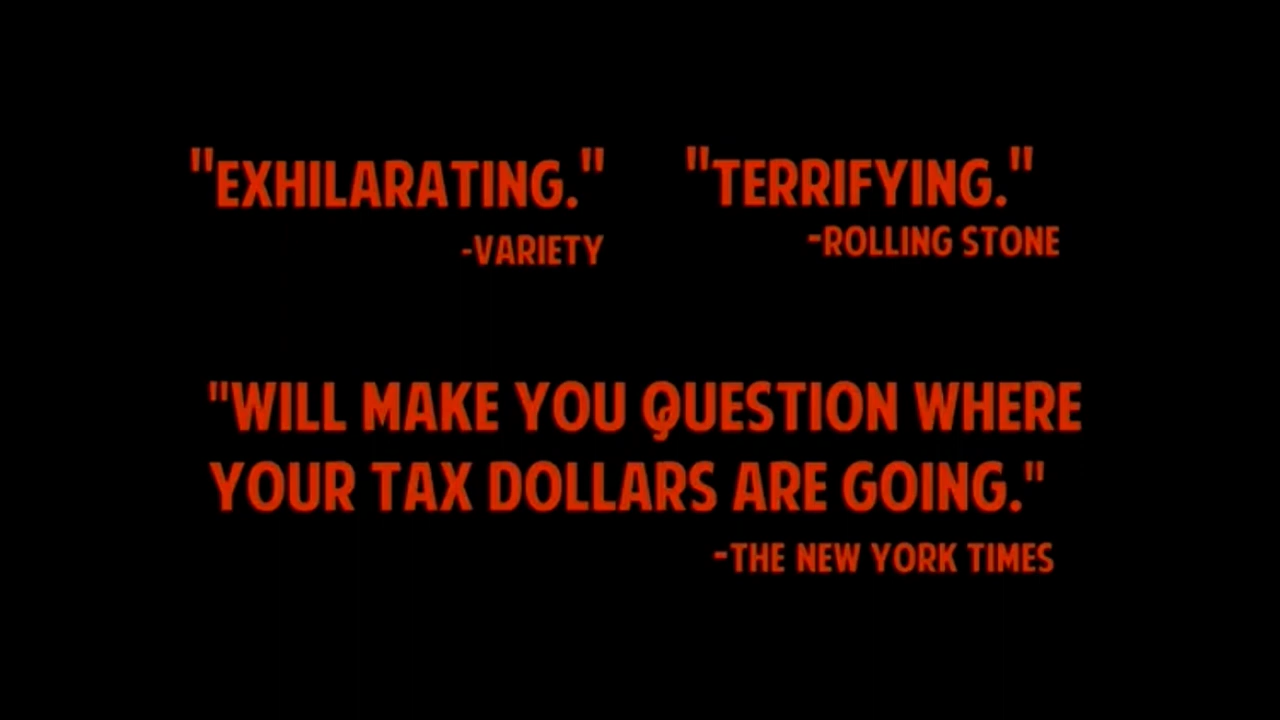 "EXHILARATING."
-VARIETY
"TERRIFYING."
-ROLLING STONE
"WILL MAKE YOU QUESTION WHERE
YOUR TAX DOLLARS ARE GOING."
-THE NEW YORK TIMES